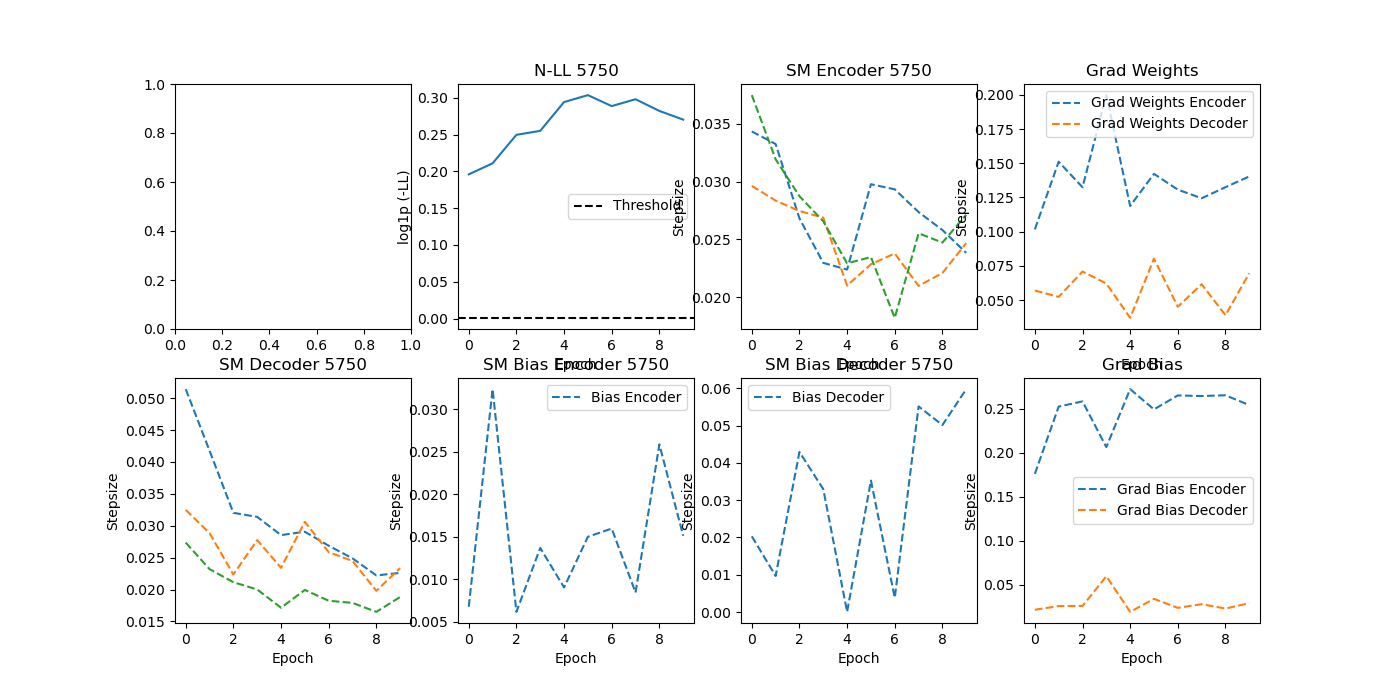 N-LL 5750
SM Encoder 5750
Grad Weights
1.0
0.8
0.6
0.4
0.2
0.0
0.0 0.2 0.4 0.6 0.8 1.0
log1p (-LL)
0.30
0.25
0.20
0.15
0.10
0.05
0.00
Threshold
0 2 4 6 8
Epoch
Stepsize
0.035
0.030
0.025
0.020
0 2 4 6 8
Epoch
Stepsize
0.200
0.175
0.150
0.125
0.100
0.075
0.050
Grad Weights Encoder
Grad Weights Decoder
0 2 4 6 8
Epoch
SM Decoder 5750
SM Bias Encoder 5750
SM Bias Decoder 5750
Grad Bias
Stepsize
0.050
0.045
0.040
0.035
0.030
0.025
0.020
0.015
0 2 4 6 8
Epoch
Stepsize
0.030
0.025
0.020
0.015
0.010
0.005
Bias Encoder
0 2 4 6 8
Epoch
Stepsize
0.06
0.05
0.04
0.03
0.02
0.01
0.00
Bias Decoder
0 2 4 6 8
Epoch
Stepsize
0.25
0.20
0.15
0.10
0.05
Grad Bias Encoder
Grad Bias Decoder
0 2 4 6 8
Epoch